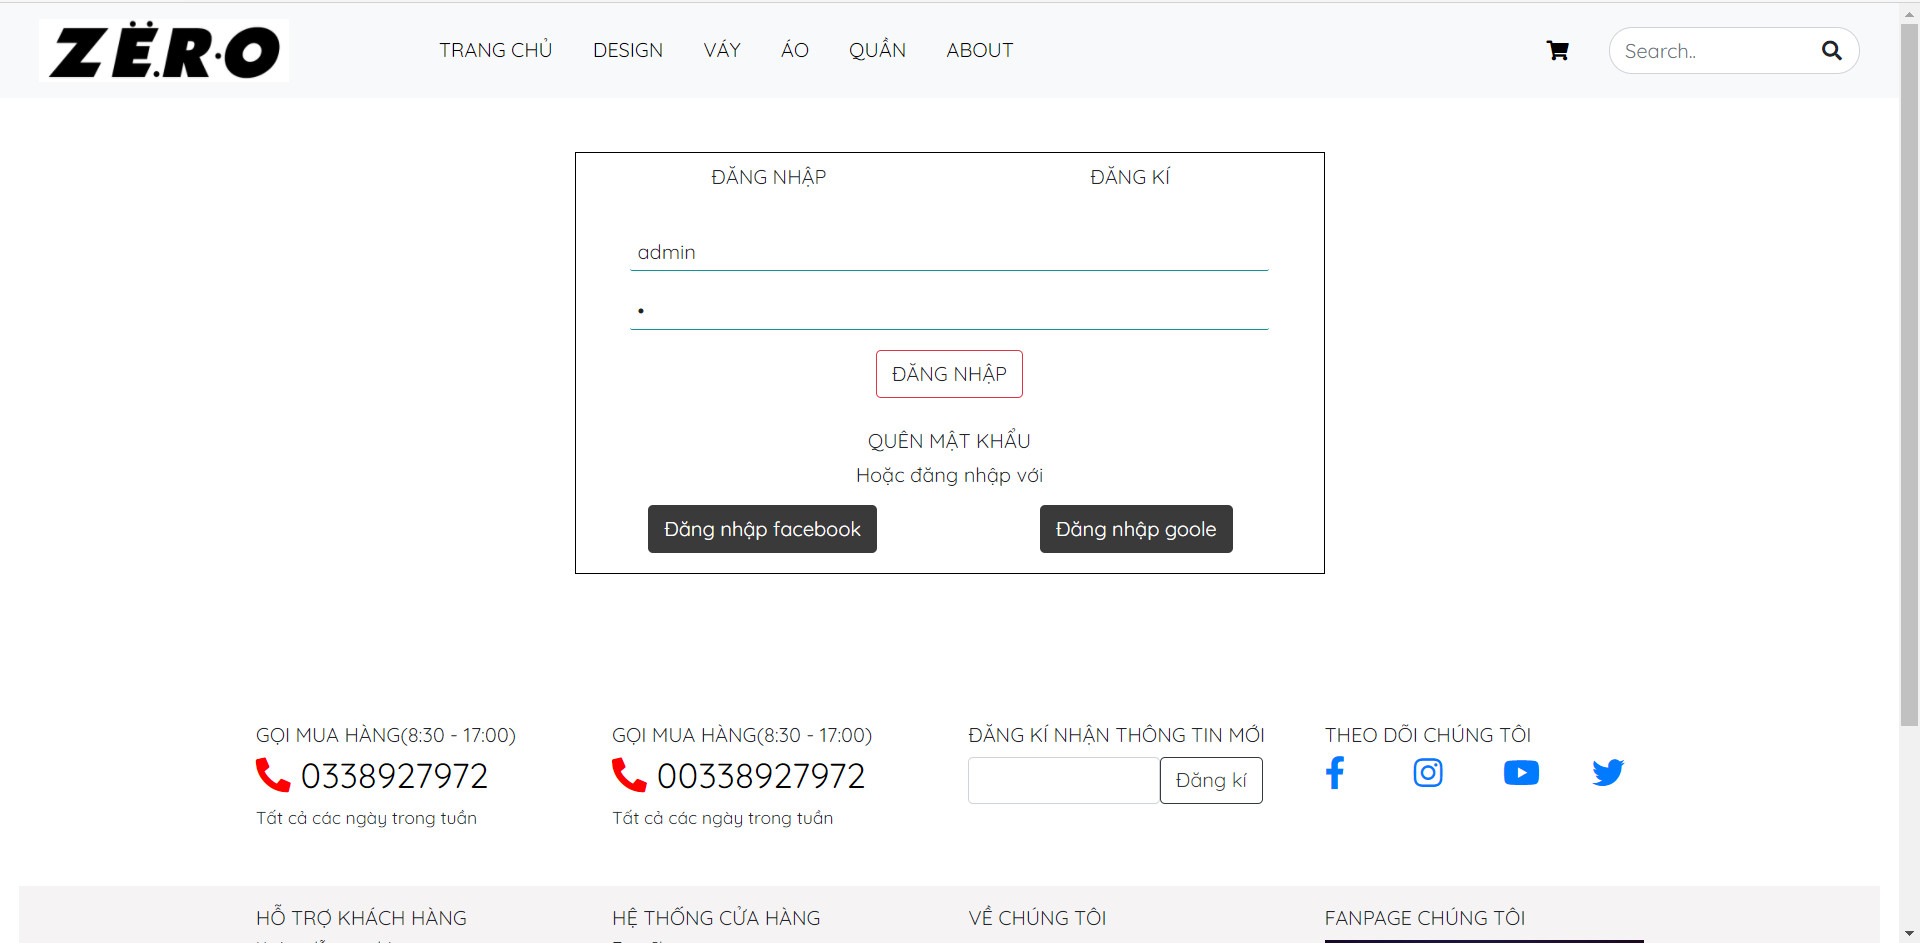 ZËR·O
TRANG CHỦ DESIGN VÁY ÁO QUẦN ABOUT
Search..
ĐĂNG NHẬP ĐĂNG KÍ
admin
•
ĐĂNG NHẬP
QUÊN MẬT KHẨU
Hoặc đăng nhập với
Đăng nhập facebook Đăng nhập goole
GỌI MUA HÀNG(8:30 - 17:00)
0338927972
Tất cả các ngày trong tuần
GỌI MUA HÀNG(8:30 - 17:00)
00338927972
Tất cả các ngày trong tuần
ĐĂNG KÍ NHẬN THÔNG TIN MỚI
Đăng kí
THEO DÕI CHÚNG TÔI
HỖ TRỢ KHÁCH HÀNG
HỆ THỐNG CỬA HÀNG
VỀ CHÚNG TÔI
FANPAGE CHÚNG TÔI